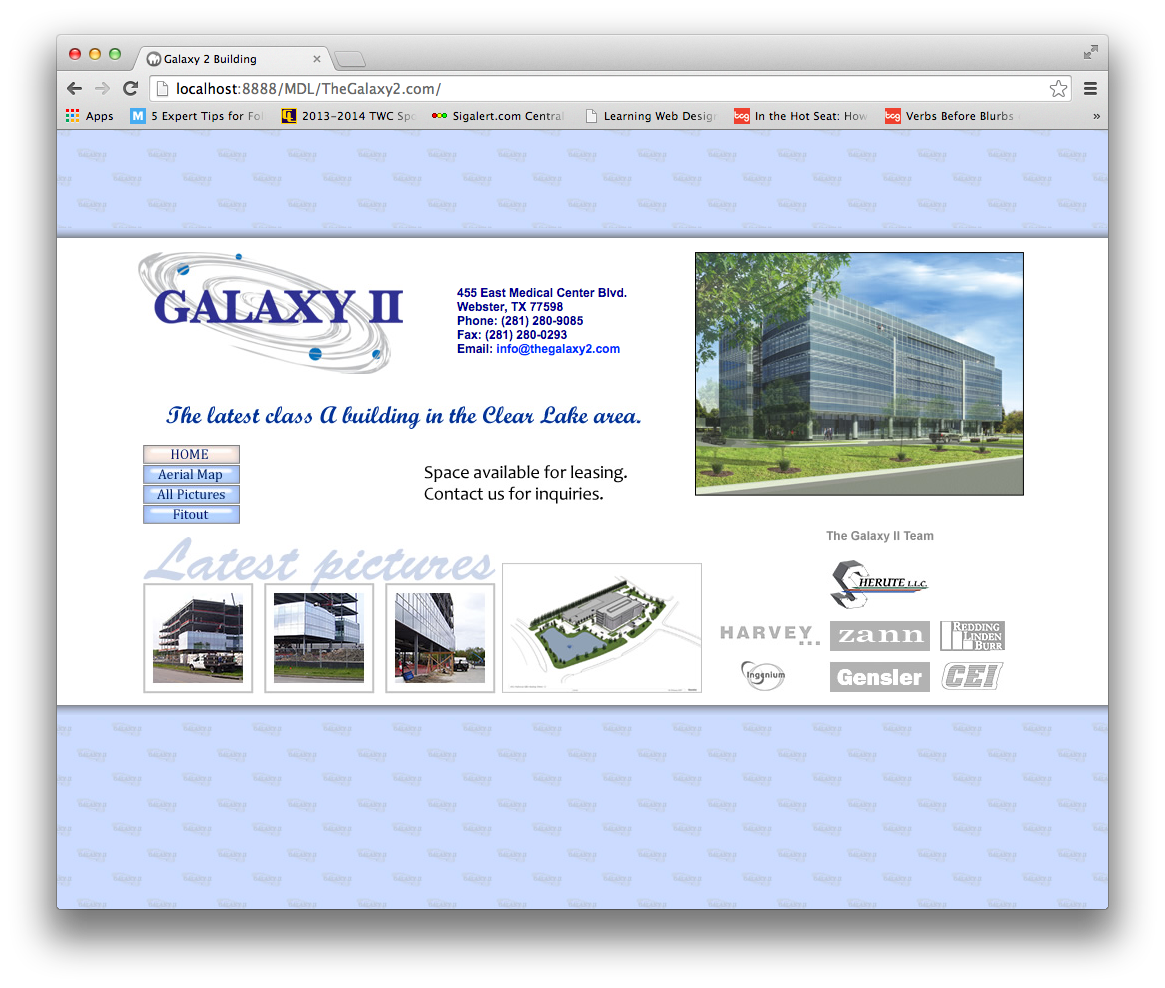 Galaxy 2 Building
localhost:8888/MDL/TheGalaxy2.com/
Apps
5 Expert Tips for Fo
2013-2014 TWC Spo
Sigalert.com Central
Learning Web Desig
In the Hot Seat: How
Verbs Before Blurbs
»
GALAXY II
455 East Medical Center Blvd.
Webster, TX 77598
Phone: (281) 280-9085
Fax: (281) 280-0293
Email: info@thegalaxy2.com
The latest class A building in the Clear Lake area.
HOME
Aerial Map
All Pictures
Fitout
Space available for leasing.
Contact us for inquiries.
Latest pictures
The Galaxy II Team
SHERUTE L.L.C.
HARVEY
zann
REDDING
LINDEN
BURR
Ingenium
Gensler
CEI